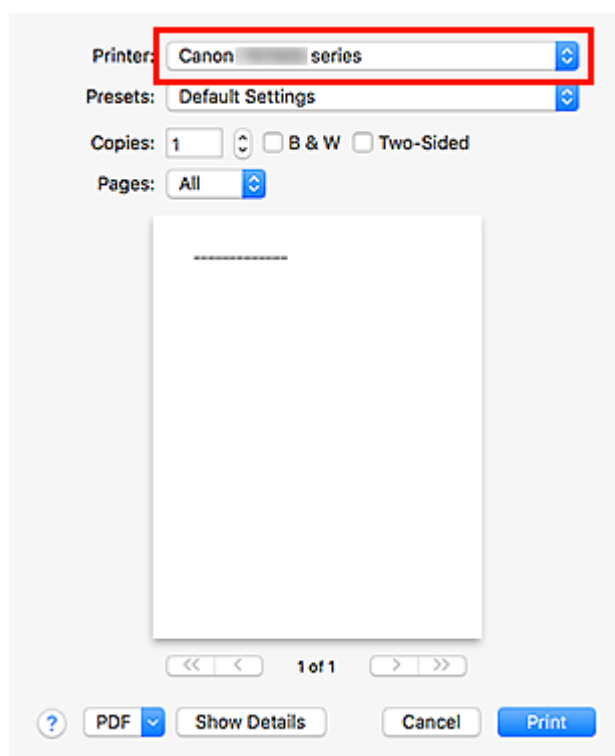 Printer: Canon series
Presets: Default Settings
Copies: 1 B & W Two-Sided
Pages: All
-------------
<< < 1 of 1 > >>
? PDF Show Details Cancel Print